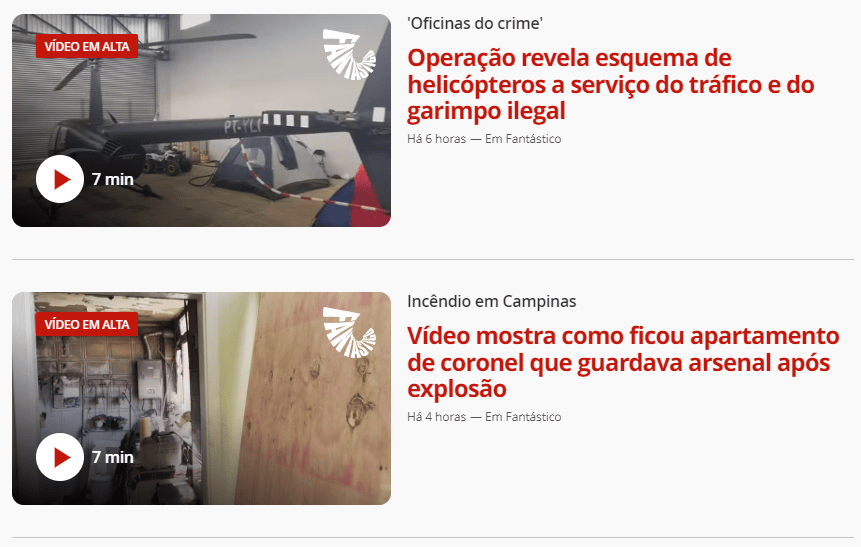 VÍDEO EM ALTA
FANTÁSTICO
7 min
'Oficinas do crime'
Operação revela esquema de
helicópteros a serviço do tráfico e do
garimpo ilegal
Há 6 horas — Em Fantástico
VÍDEO EM ALTA
FANTÁSTICO
7 min
Incêndio em Campinas
Vídeo mostra como ficou apartamento
de coronel que guardava arsenal após
explosão
Há 4 horas — Em Fantástico